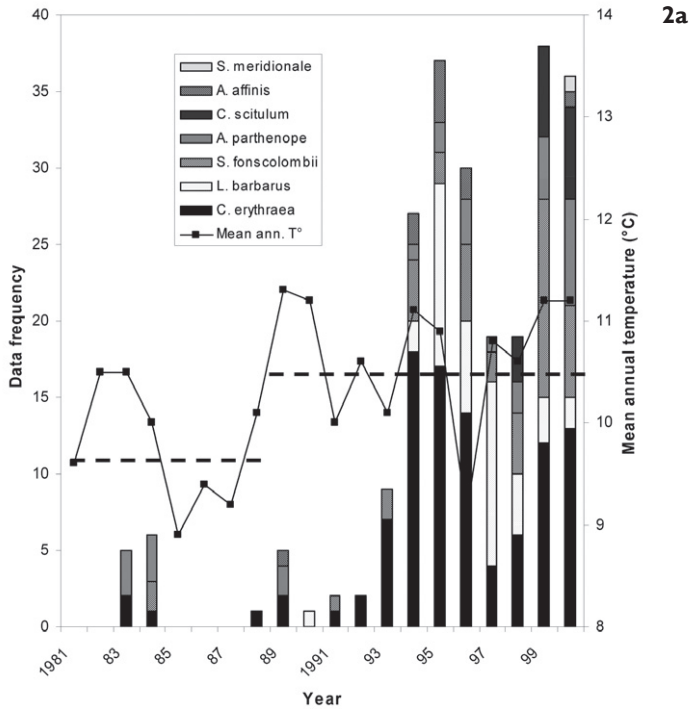 2a
40
35
30
25
20
15
10
5
0
Data frequency
S. meridionale
A. affinis
C. scitulum
A. parthenope
S. fonscolombii
L. barbarus
C. erythraea
Mean ann. T°
14
13
12
11
10
9
8
Mean annual temperature (°C)
1981
83
85
87
89
1991
93
95
97
99
Year